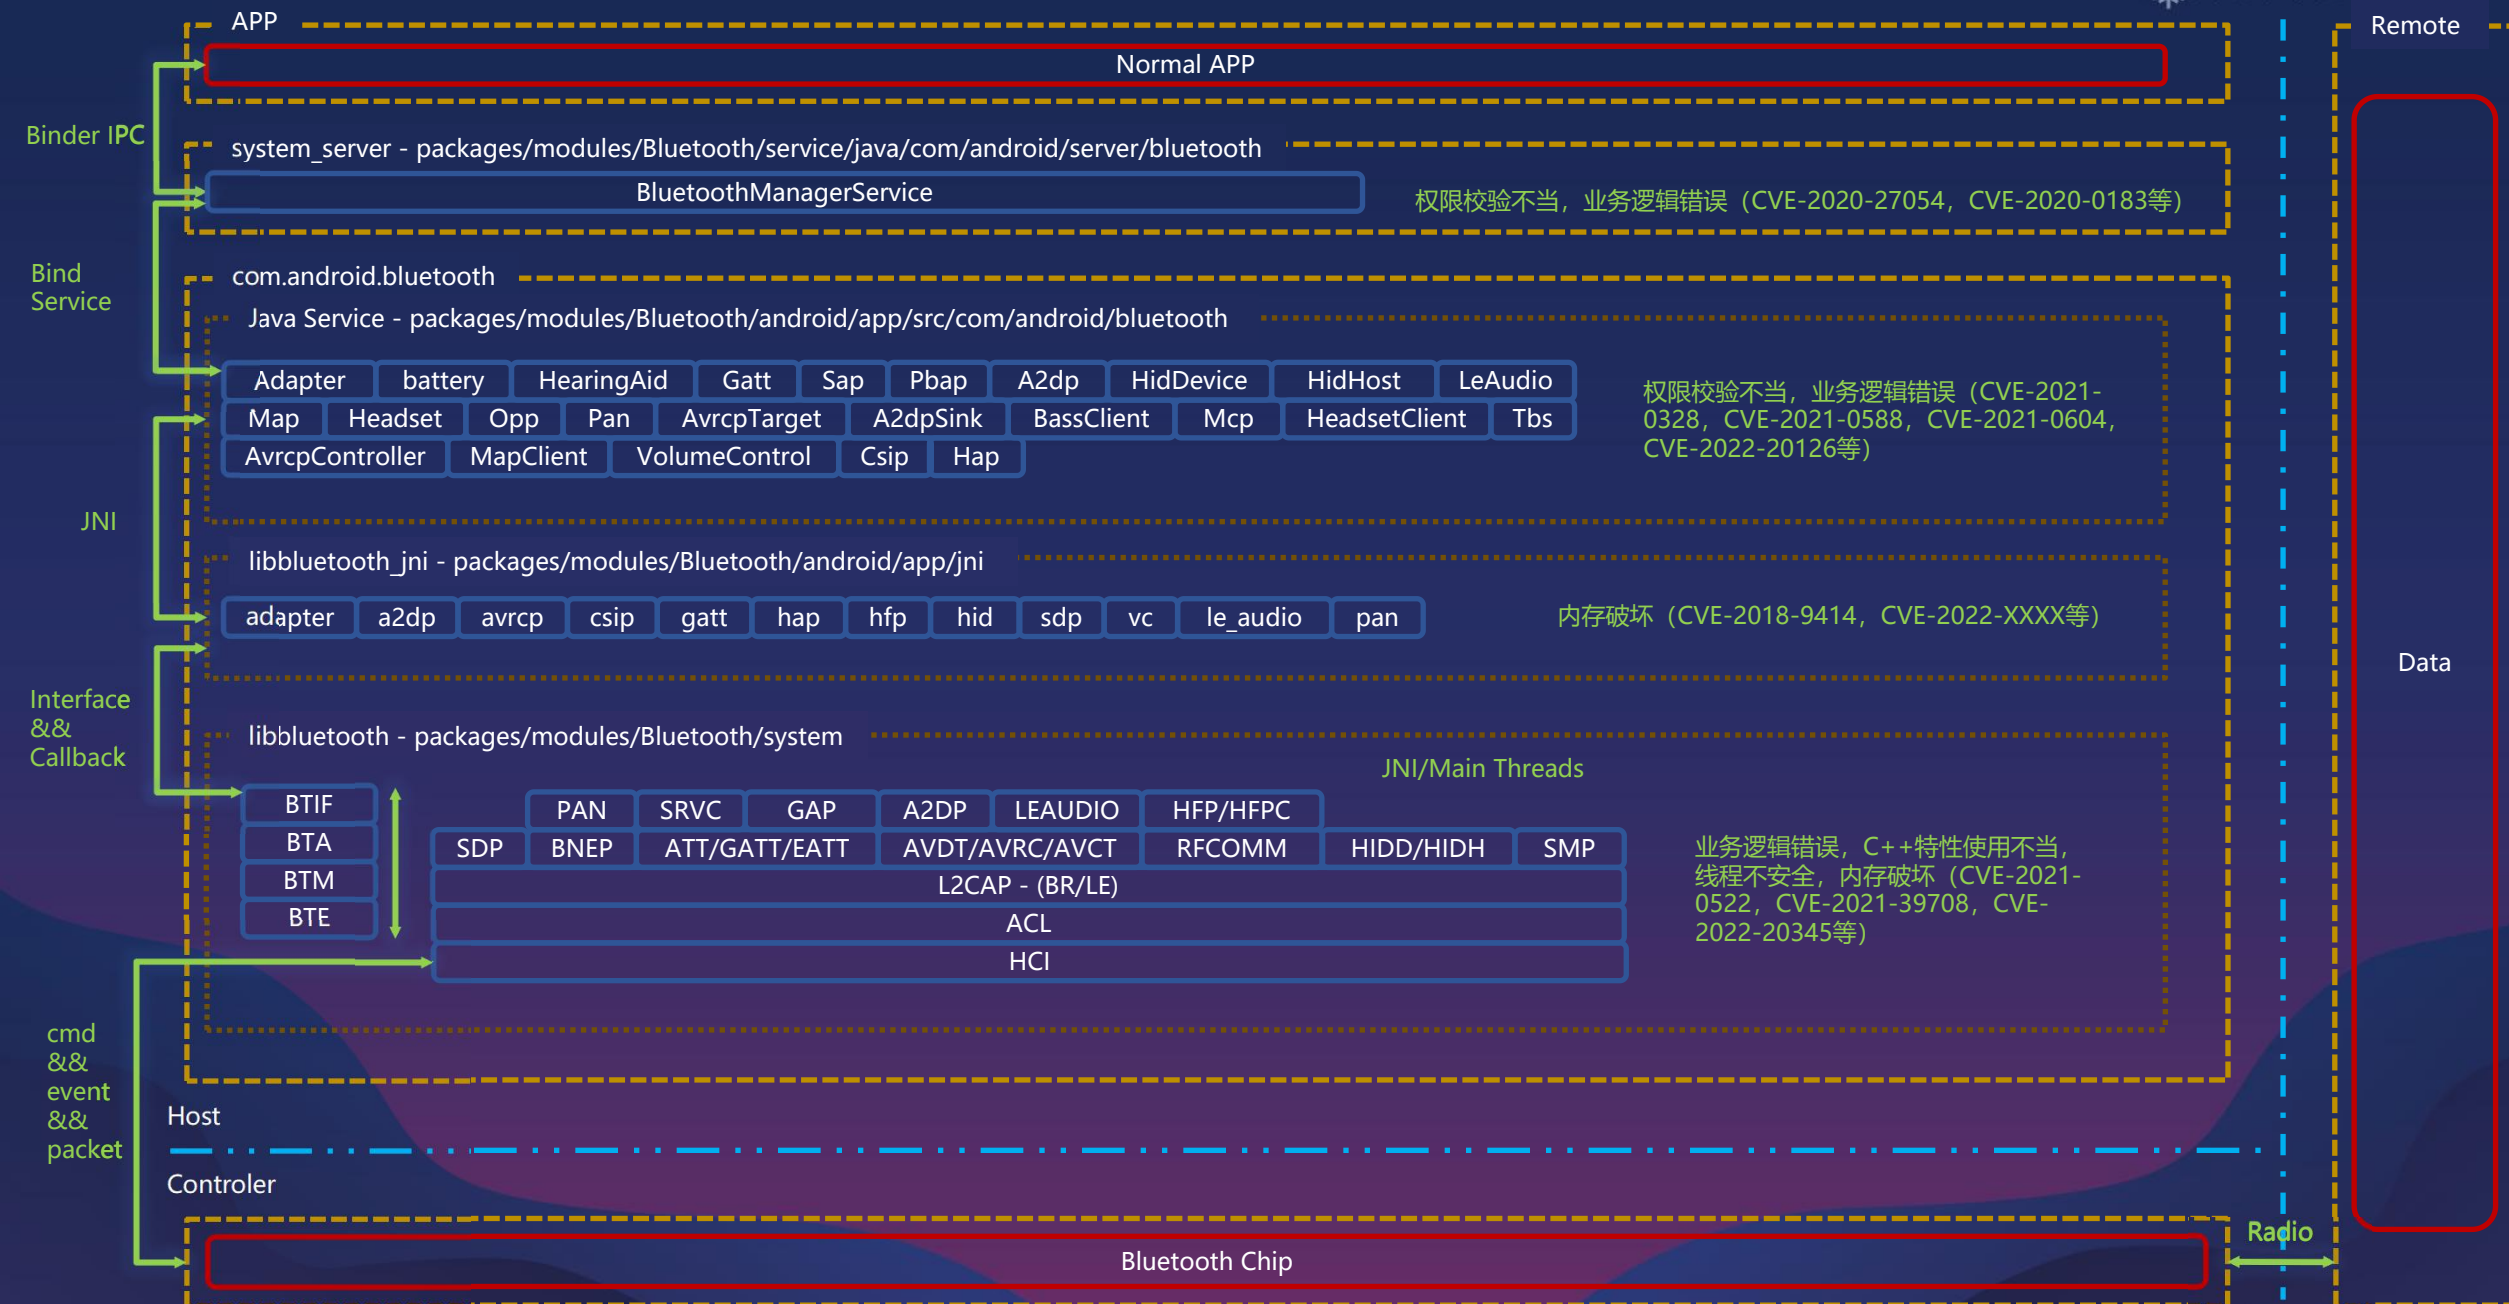 APP
Remote
Normal APP
Binder IPC
system_server - packages/modules/Bluetooth/service/java/com/android/server/bluetooth
BluetoothManagerService
权限校验不当，业务逻辑错误（CVE-2020-27054，CVE-2020-0183等）
Bind
Service
com.android.bluetooth
Java Service - packages/modules/Bluetooth/android/app/src/com/android/bluetooth
Adapter battery HearingAid Gatt Sap Pbap A2dp HidDevice HidHost LeAudio
Map Headset Opp Pan AvrcpTarget A2dpSink BassClient Mcp HeadsetClient Tbs
AvrcpController MapClient VolumeControl Csip Hap
权限校验不当，业务逻辑错误（CVE-2021-
0328，CVE-2021-0588，CVE-2021-0604，
CVE-2022-20126等）
JNI
libbluetooth_jni - packages/modules/Bluetooth/android/app/jni
adapter a2dp avrcp csip gatt hap hfp hid sdp vc le_audio pan
内存破坏（CVE-2018-9414，CVE-2022-XXXX等）
Data
Interface
&&
Callback
libbluetooth - packages/modules/Bluetooth/system
JNI/Main Threads
BTIF
BTA
BTM
BTE
PAN SRVC GAP A2DP LEAUDIO HFP/HFPC
SDP BNEP ATT/GATT/EATT AVDT/AVRC/AVCT RFCOMM HIDD/HIDH SMP
L2CAP - (BR/LE)
ACL
HCI
业务逻辑错误，C++特性使用不当，
线程不安全，内存破坏（CVE-2021-
0522，CVE-2021-39708，CVE-
2022-20345等）
cmd
&&
event
&&
packet
Host
Controler
Radio
Bluetooth Chip